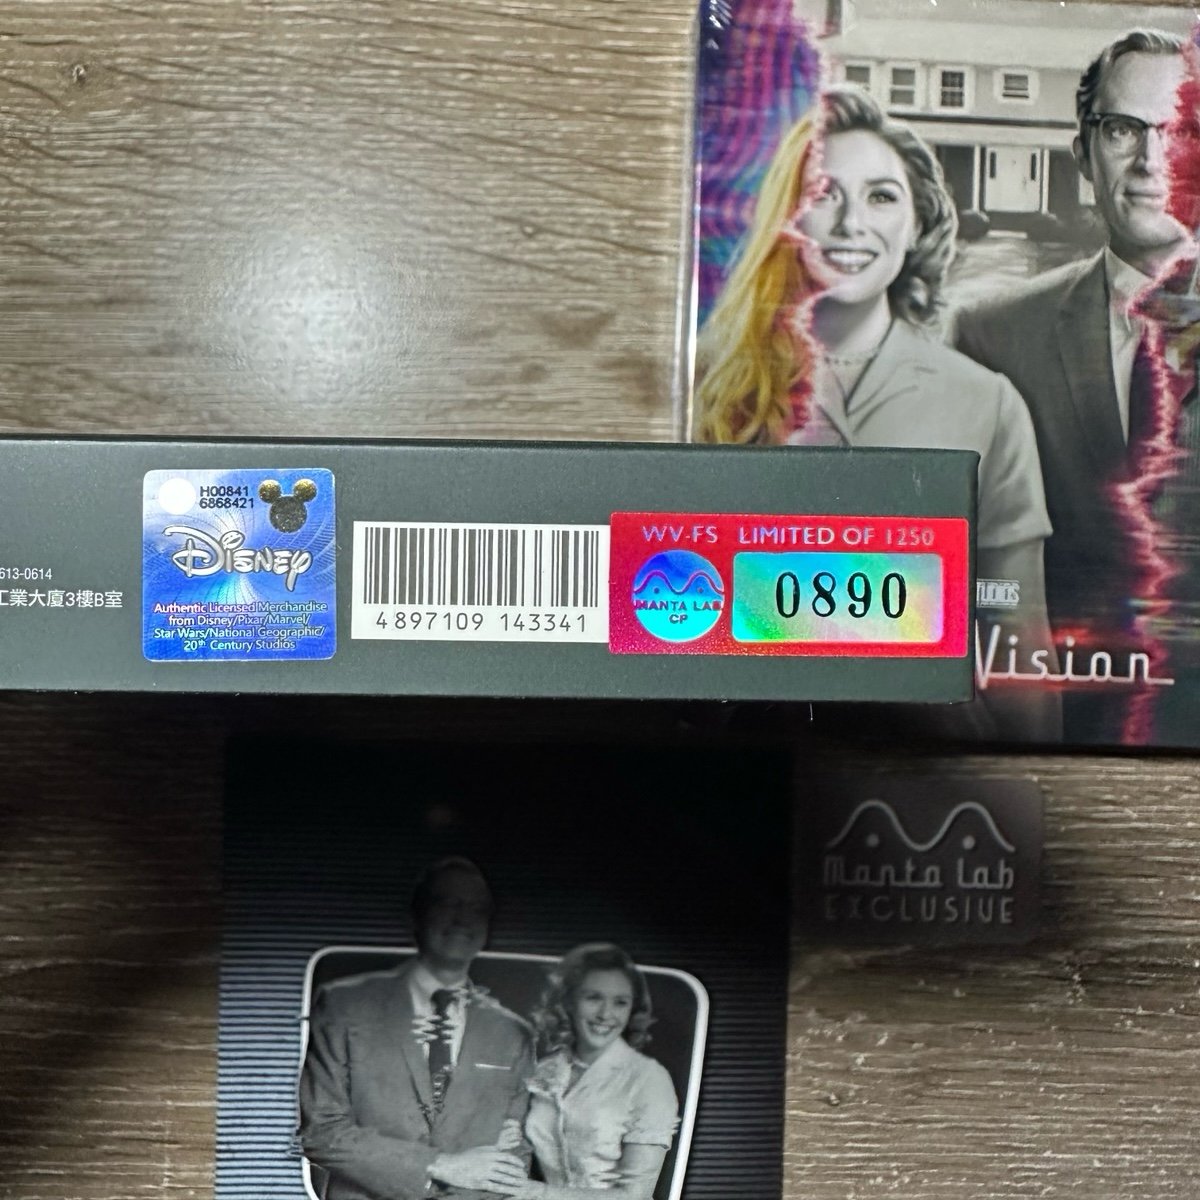 613-0614
工業大廈3樓B室
H00841
6868421
Disney
Authentic Licensed Merchandise
from Disney/Pixar/Marvel/
Star Wars/National Geographic/
20th Century Studios
4 897109 143341
WV-FS LIMITED OF 1250
MANTA LAB
CP
0890
Vision
Manta Lab
EXCLUSIVE